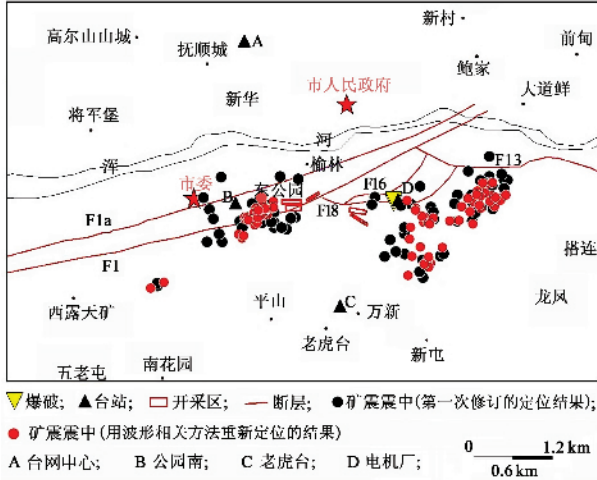 新村
高尔山山城
抚顺城
A
前甸
鲍家
新华
市人民政府
大道鲜
将军堡
河
浑
榆林
F13
市委
东公园
F16
B
D
F1a
F18
F1
搭连
C
平山
万新
龙凤
西露天矿
老虎台
新屯
南花园
五老屯
爆破; 台站; 开采区; 断层; 矿震震中(第一次修订的定位结果);
矿震震中(用波形相关方法重新定位的结果)
A 台网中心; B 公园南; C 老虎台; D 电机厂;
0 1.2 km
0.6 km